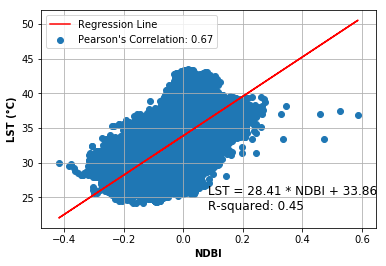 Regression Line
Pearson's Correlation: 0.67
50
45
40
35
30
25
LST (°C)
LST = 28.41 * NDBI + 33.86
R-squared: 0.45
−0.4 −0.2 0.0 0.2 0.4 0.6
NDBI